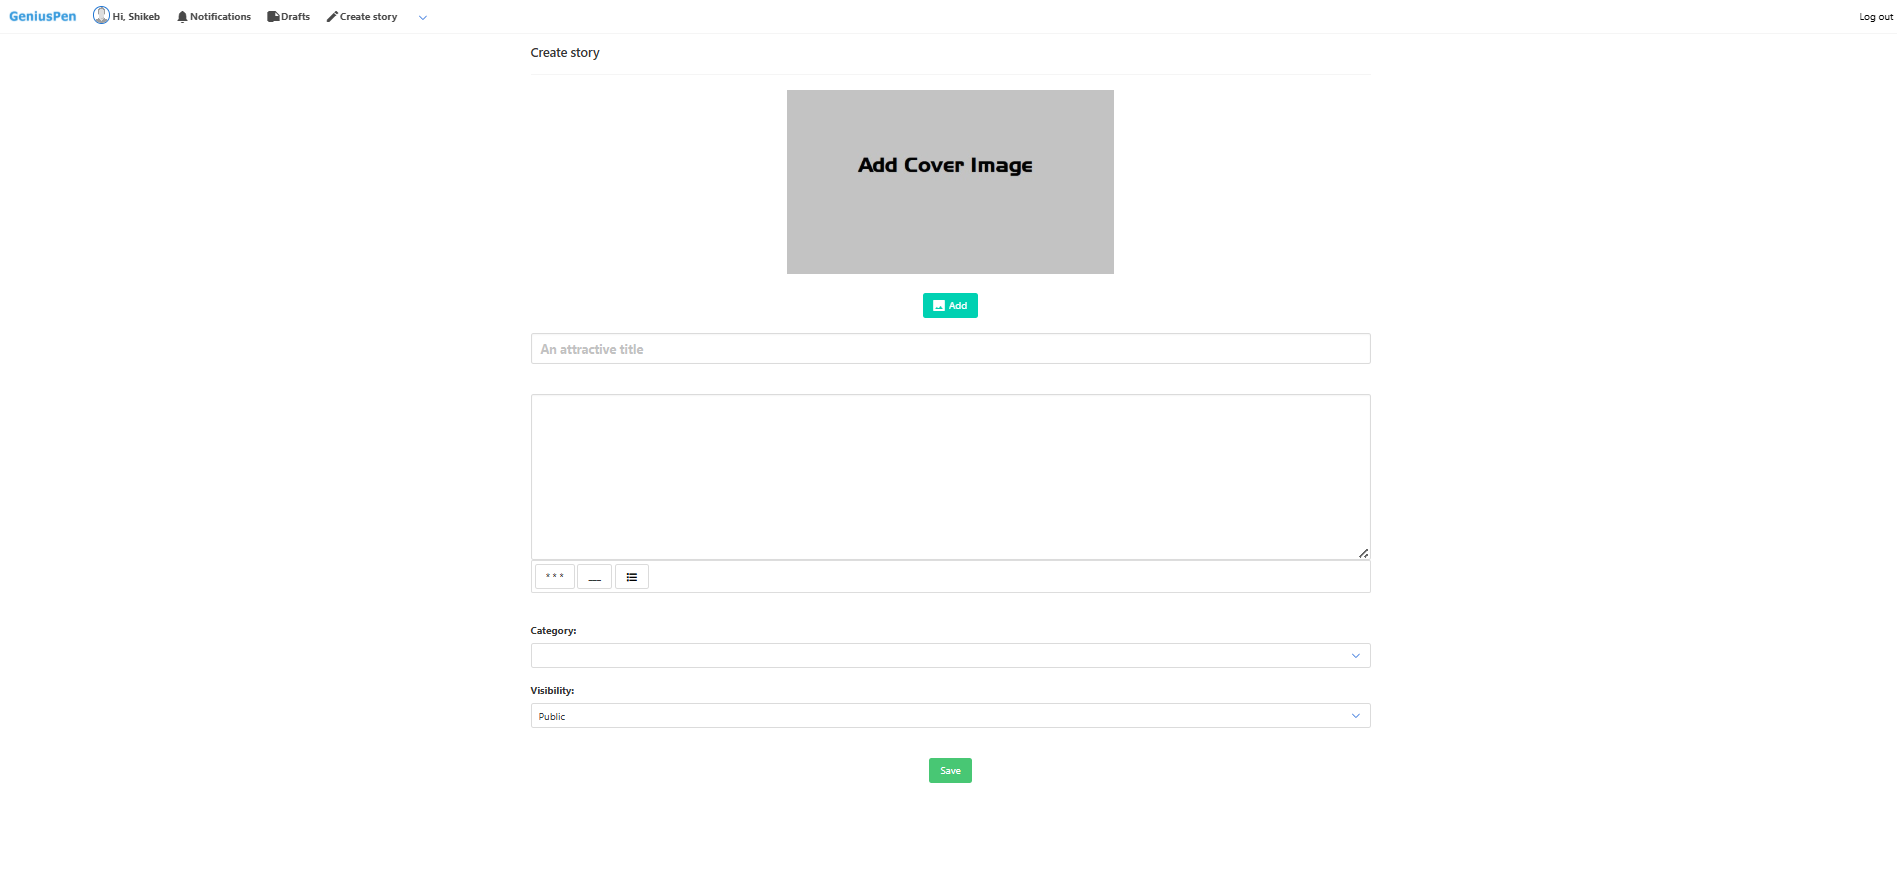 GeniusPen Hi, Shikeb Notifications Drafts Create story Log out
Create story
Add Cover Image
Add
An attractive title
* * *
Category:
Visibility:
Public
Save